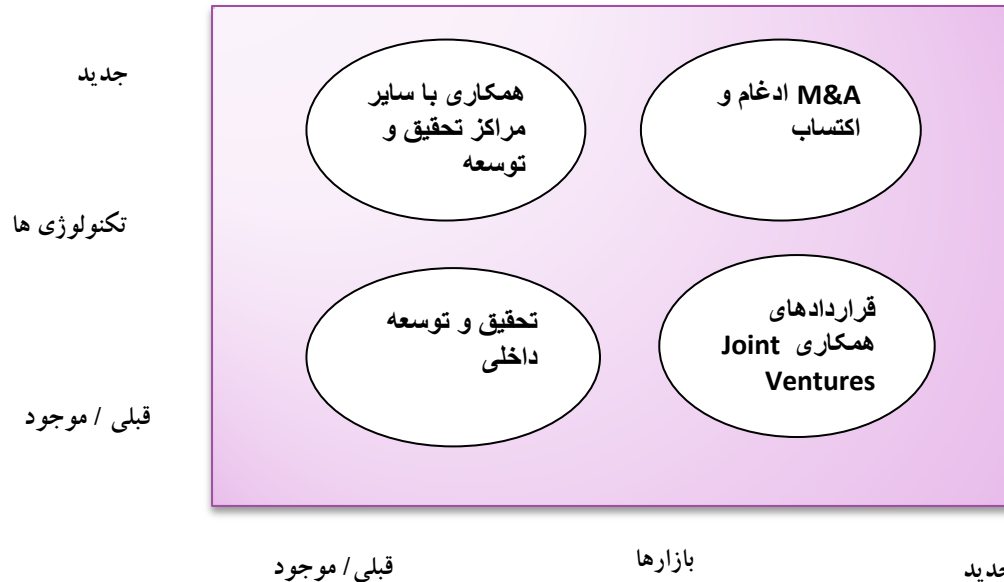 جدید
همکاری با سایر
مراکز تحقیق و
توسعه
M&A ادغام و
اکتساب
تکنولوژی ها
تحقیق و توسعه
داخلی
قراردادهای
همکاری Joint
Ventures
قبلی / موجود
قبلی/ موجود
بازارها
جدید